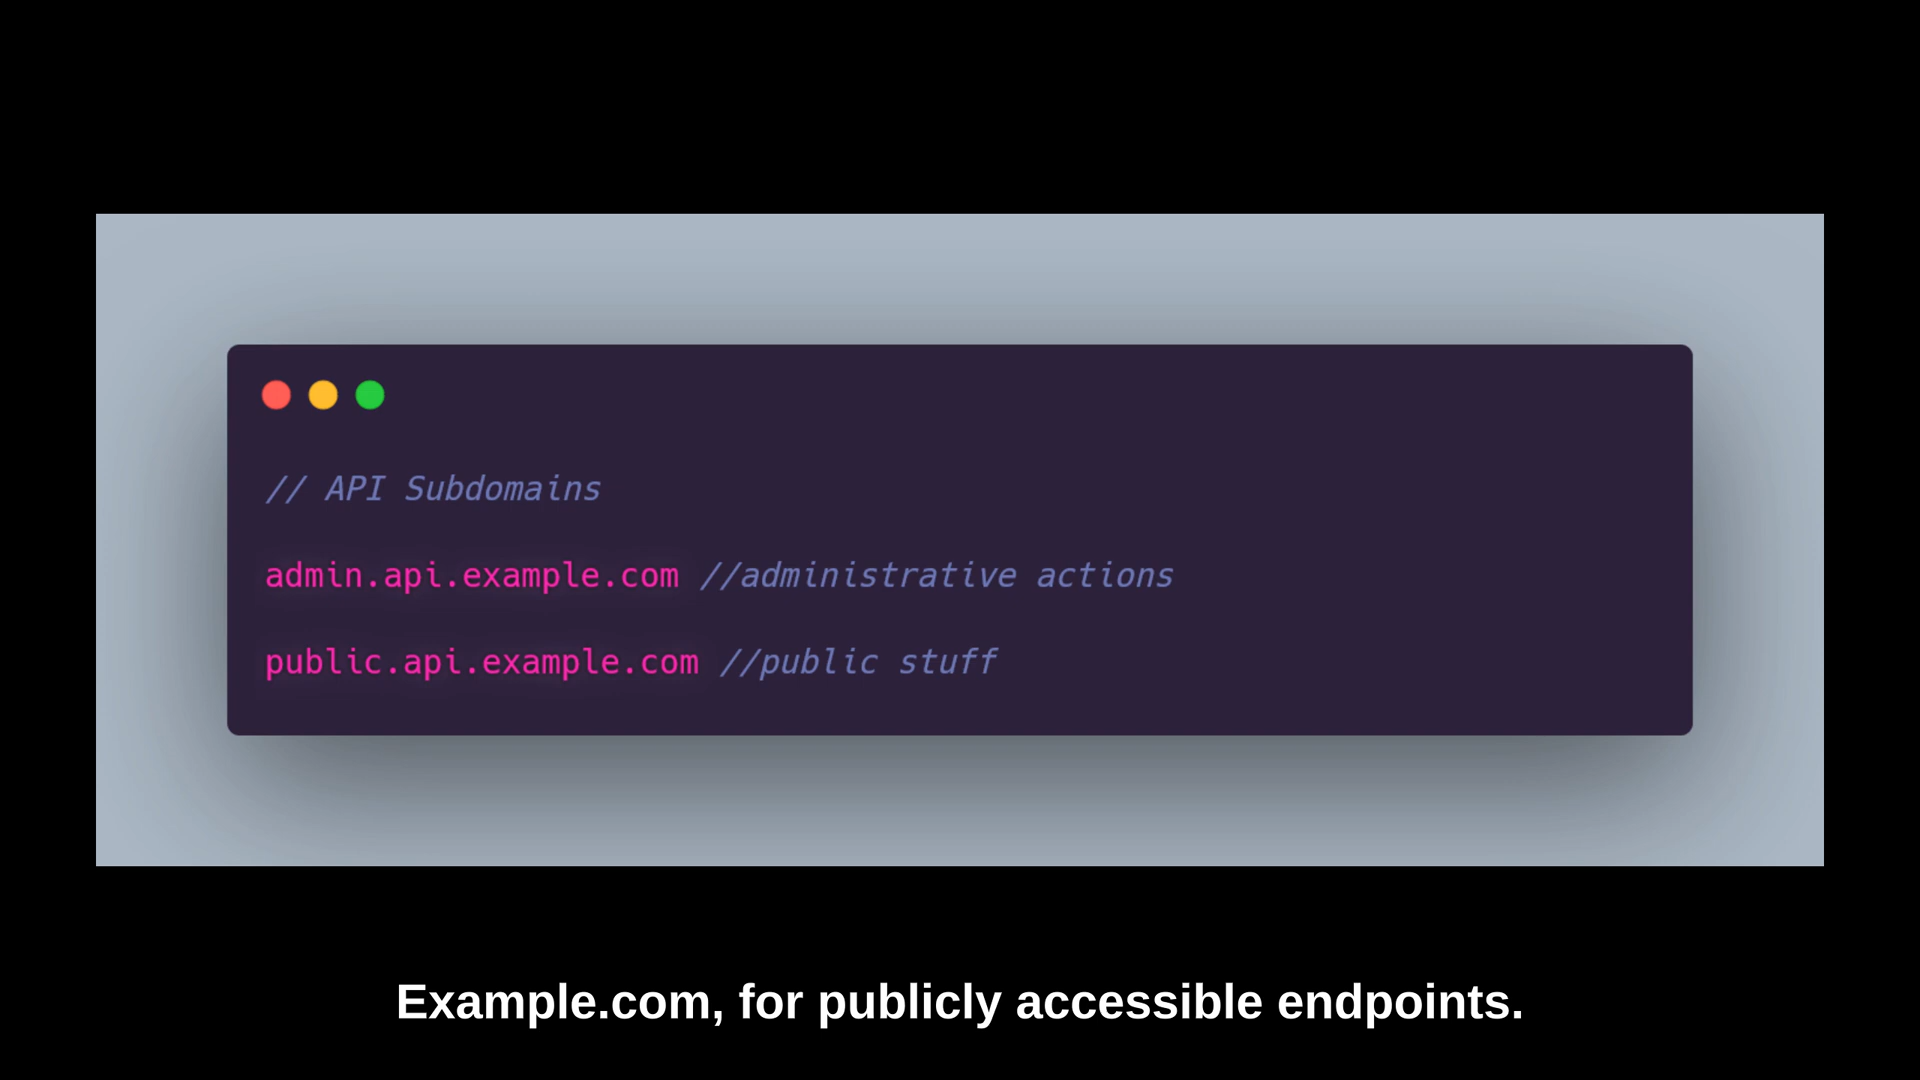 // API Subdomains
admin.api.example.com //administrative actions
public.api.example.com //public stuff
Example.com, for publicly accessible endpoints.